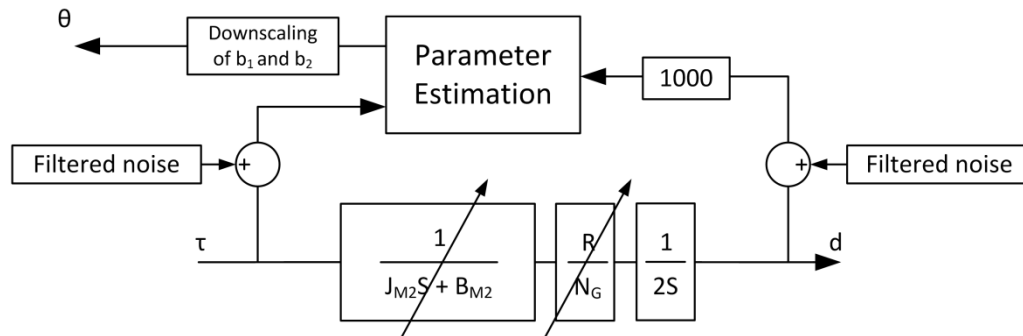 θ
Downscaling
of b₁ and b₂
Parameter
Estimation
1000
Filtered noise
+
+
Filtered noise
τ
1
J_M2S + B_M2
R
N_G
1
2S
d